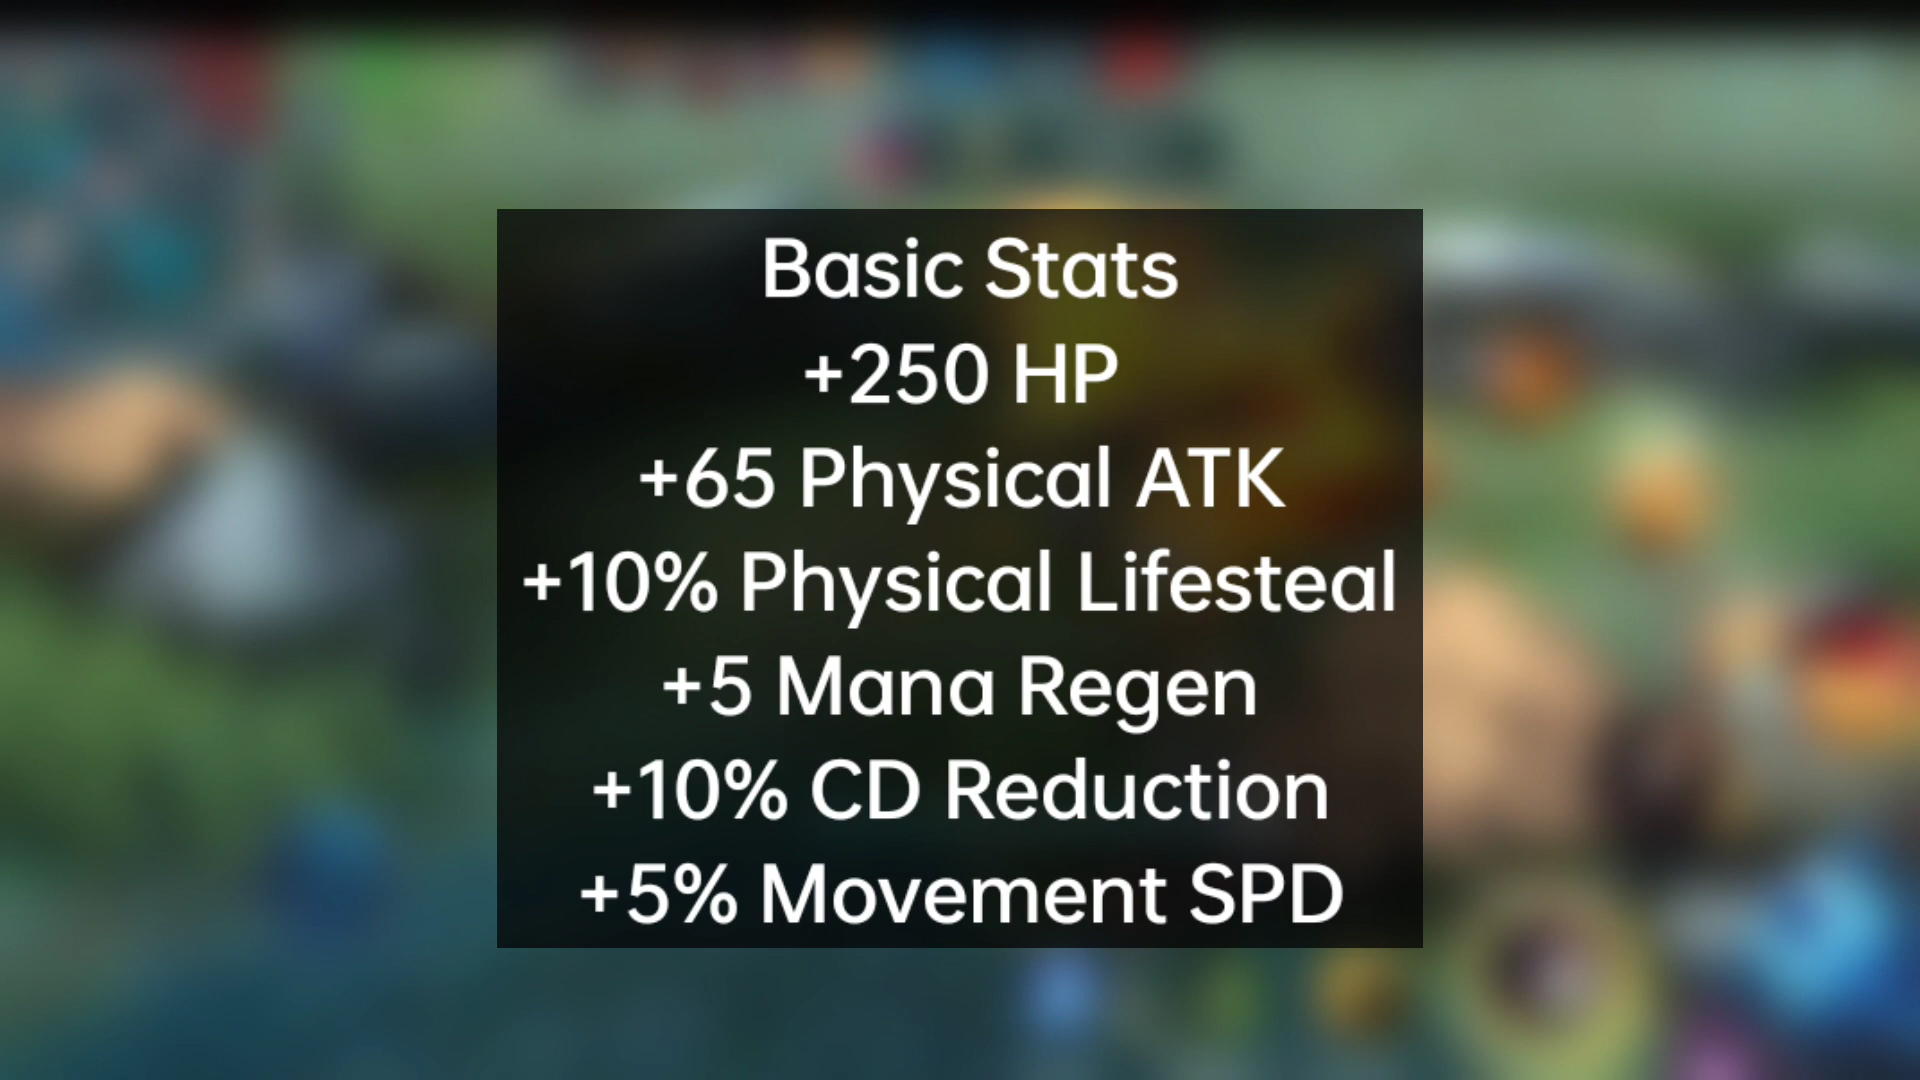 Basic Stats
+250 HP
+65 Physical ATK
+10% Physical Lifesteal
+5 Mana Regen
+10% CD Reduction
+5% Movement SPD